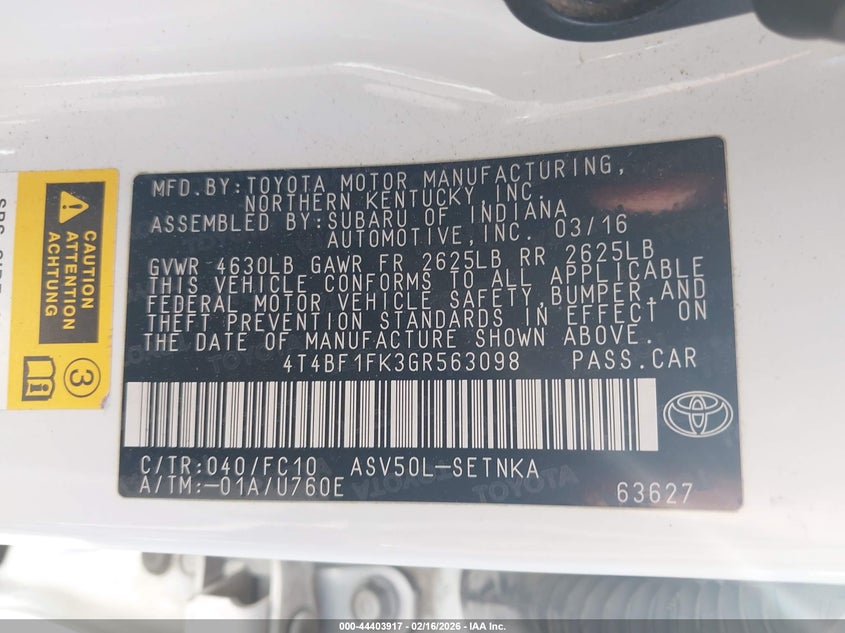 MFD.BY:TOYOTA MOTOR MANUFACTURING,
NORTHERN KENTUCKY, INC.
ASSEMBLED BY:SUBARU OF INDIANA
AUTOMOTIVE,INC. 03/16
GVWR 4630LB GAWR FR 2625LB RR 2625LB
THIS VEHICLE CONFORMS TO ALL APPLICABLE
FEDERAL MOTOR VEHICLE SAFETY,BUMPER,AND
THEFT PREVENTION STANDARDS IN EFFECT ON
THE DATE OF MANUFACTURE SHOWN ABOVE.
4T4BF1FK3GR563098 PASS.CAR
C/TR:040/FC10 ASV50L-SETNKA
A/TM:-01A/U760E 63627
CAUTION
ATTENTION
3
000-44403917 - 02/16/2026 - IAA Inc.